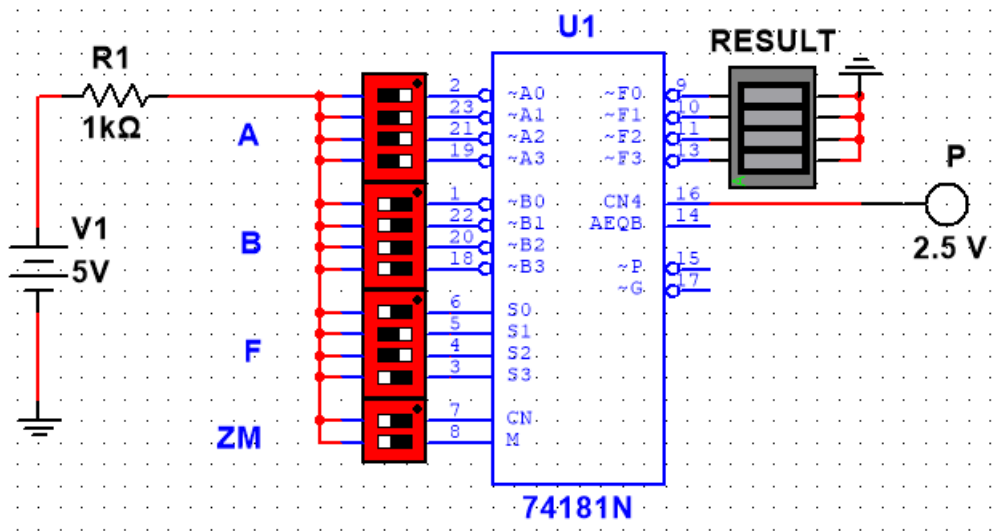 U1
RESULT
R1
1kΩ
A
2 ~A0 ~F0 9
23 ~A1 ~F1 10
21 ~A2 ~F2 11
19 ~A3 ~F3 13
P
V1
5V
B
1 ~B0 CN4 16
22 ~B1 AEQB 14
20 ~B2
18 ~B3 ~P 15
~G 17
2.5 V
F
6 S0
5 S1
4 S2
3 S3
ZM
7 CN
8 M
74181N
A